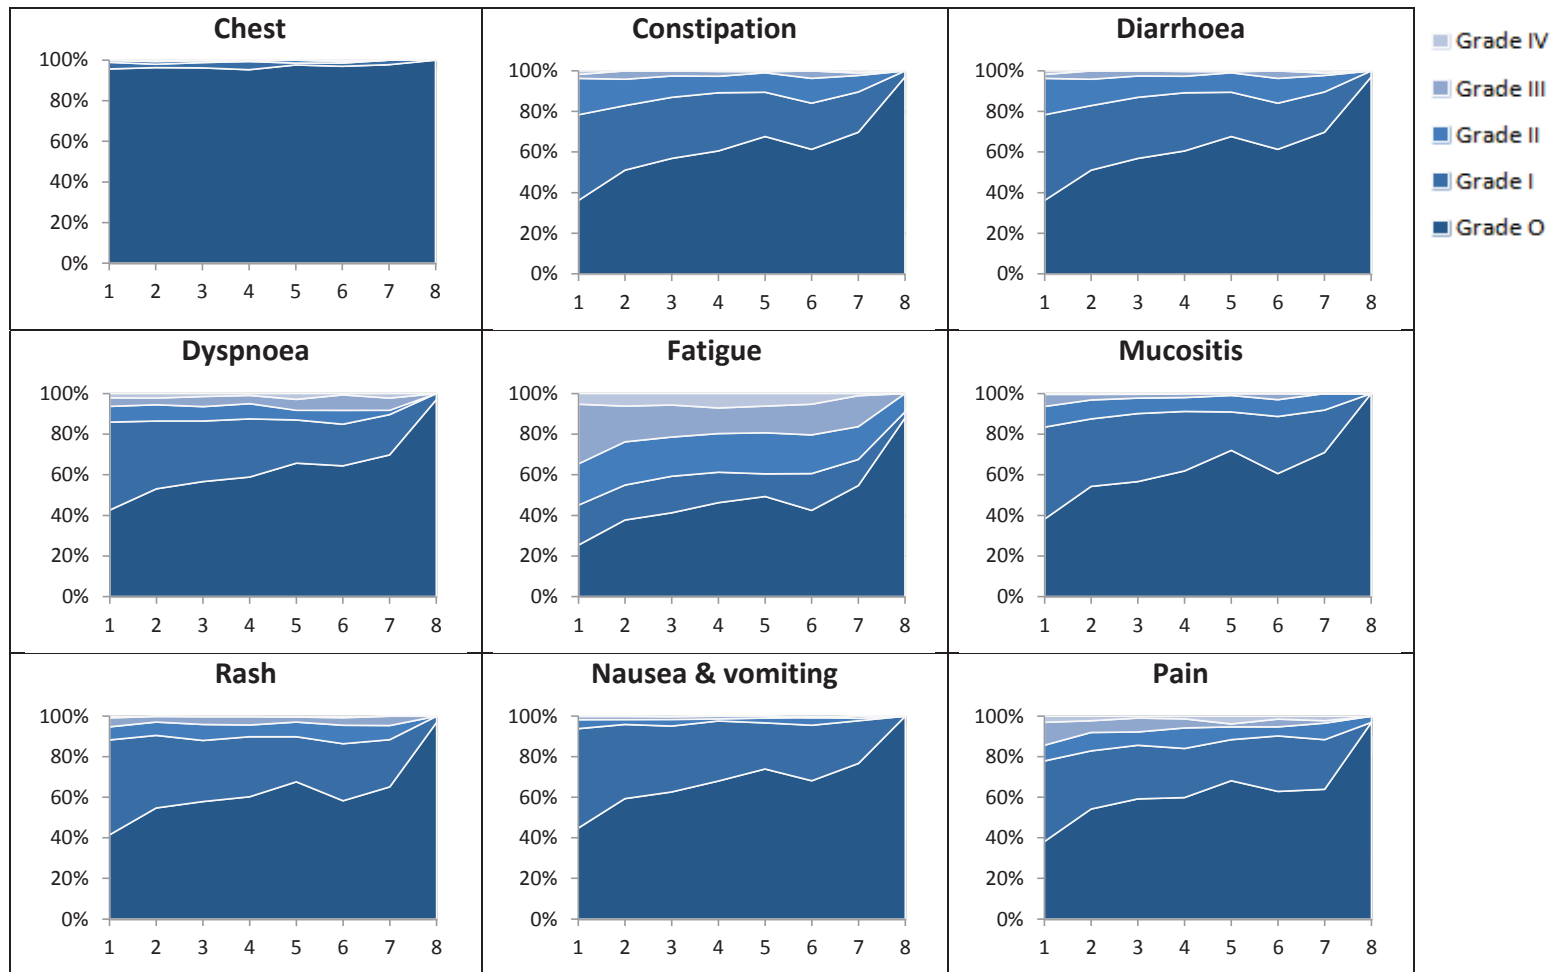 Chest
100%
80%
60%
40%
20%
0%
1 2 3 4 5 6 7 8
Constipation
100%
80%
60%
40%
20%
0%
1 2 3 4 5 6 7 8
Diarrhoea
100%
80%
60%
40%
20%
0%
1 2 3 4 5 6 7 8
Grade IV
Grade III
Grade II
Grade I
Grade O
Dyspnoea
100%
80%
60%
40%
20%
0%
1 2 3 4 5 6 7 8
Fatigue
100%
80%
60%
40%
20%
0%
1 2 3 4 5 6 7 8
Mucositis
100%
80%
60%
40%
20%
0%
1 2 3 4 5 6 7 8
Rash
100%
80%
60%
40%
20%
0%
1 2 3 4 5 6 7 8
Nausea & vomiting
100%
80%
60%
40%
20%
0%
1 2 3 4 5 6 7 8
Pain
100%
80%
60%
40%
20%
0%
1 2 3 4 5 6 7 8